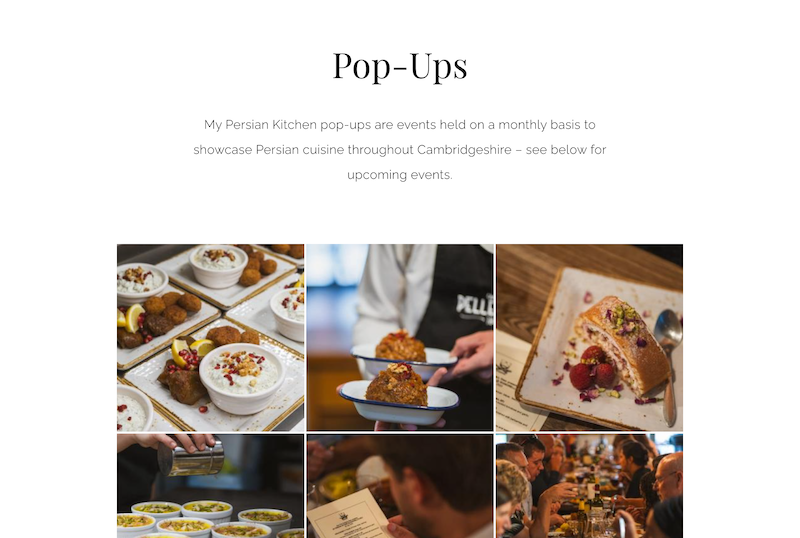 Pop-Ups
My Persian Kitchen pop-ups are events held on a monthly basis to
showcase Persian cuisine throughout Cambridgeshire – see below for
upcoming events.